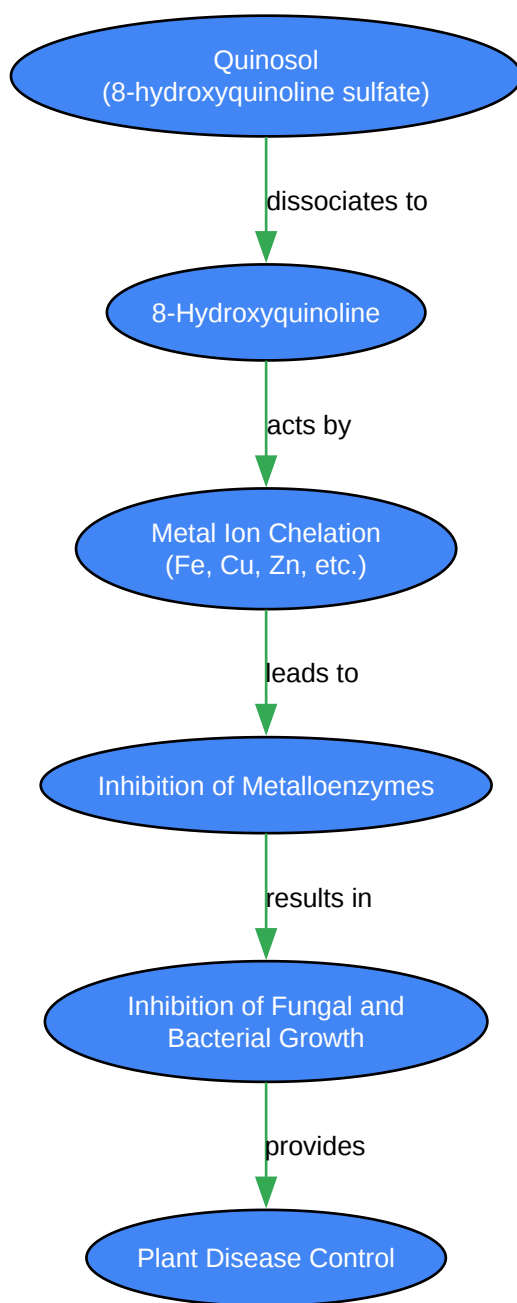 Quinosol
(8-hydroxyquinoline sulfate)
dissociates to
8-Hydroxyquinoline
acts by
Metal Ion Chelation
(Fe, Cu, Zn, etc.)
leads to
Inhibition of Metalloenzymes
results in
Inhibition of Fungal and
Bacterial Growth
provides
Plant Disease Control